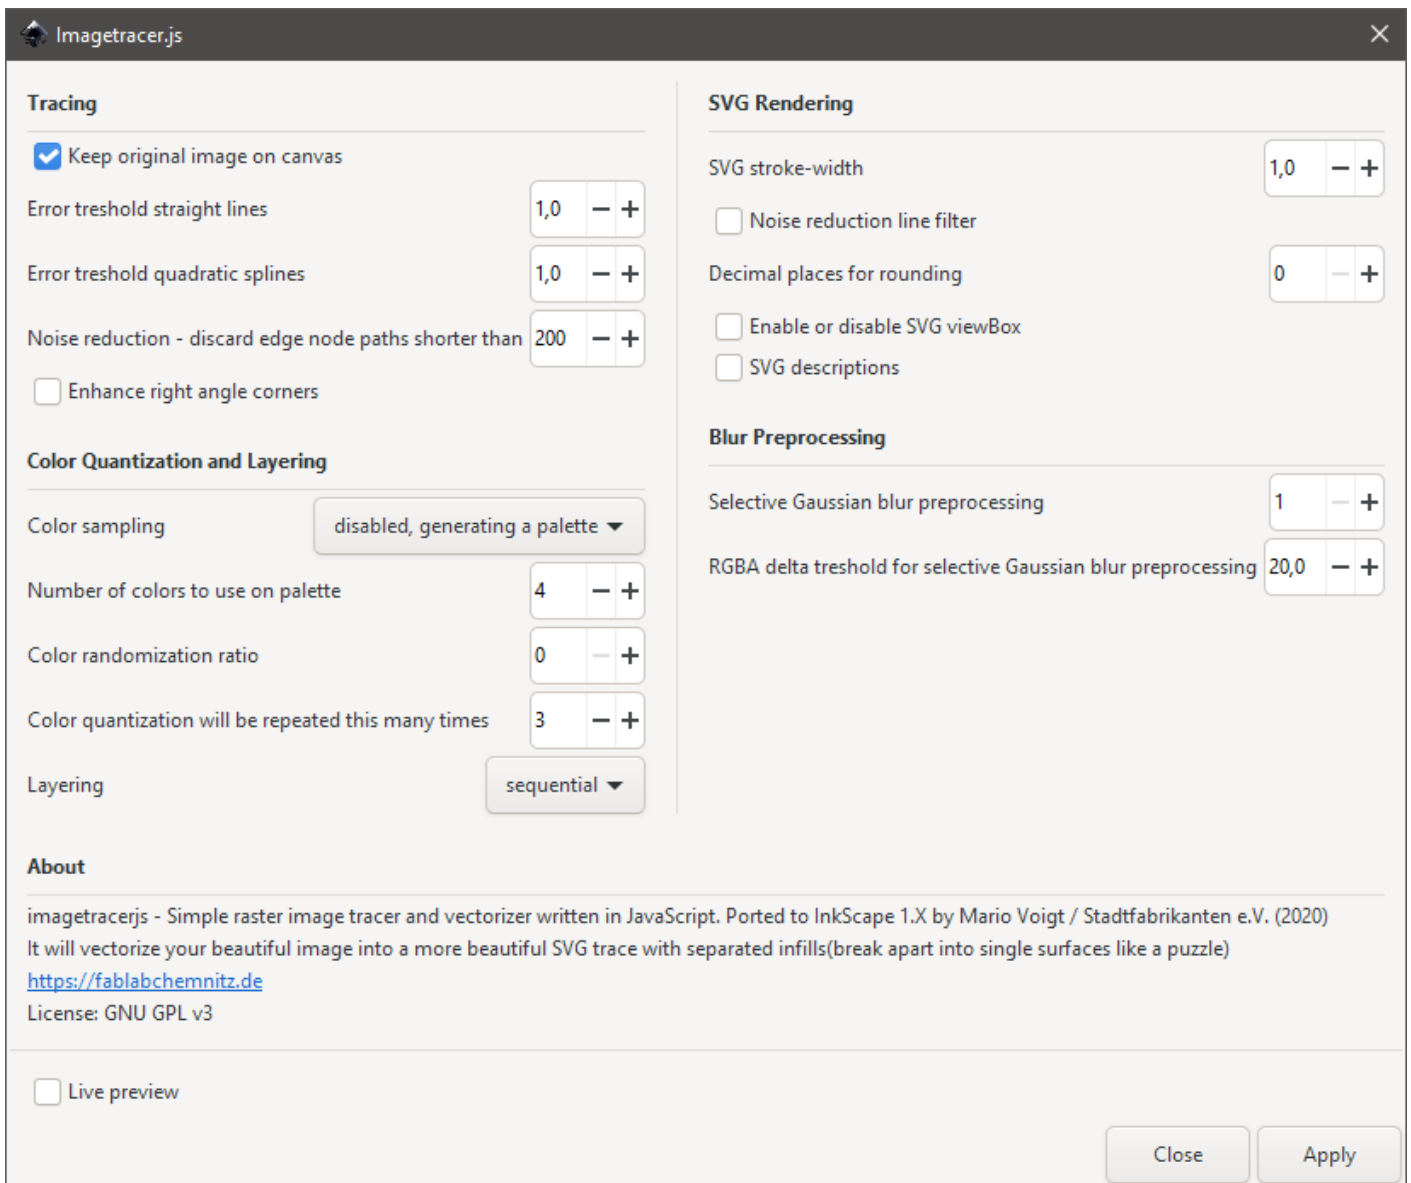 Imagetracer.js
Tracing
Keep original image on canvas
Error treshold straight lines 1,0
Error treshold quadratic splines 1,0
Noise reduction - discard edge node paths shorter than 200
Enhance right angle corners
Color Quantization and Layering
Color sampling disabled, generating a palette
Number of colors to use on palette 4
Color randomization ratio 0
Color quantization will be repeated this many times 3
Layering sequential
SVG Rendering
SVG stroke-width 1,0
Noise reduction line filter
Decimal places for rounding 0
Enable or disable SVG viewBox
SVG descriptions
Blur Preprocessing
Selective Gaussian blur preprocessing 1
RGBA delta treshold for selective Gaussian blur preprocessing 20,0
About
imagetracerjs - Simple raster image tracer and vectorizer written in JavaScript. Ported to InkScape 1.X by Mario Voigt / Stadtfabrikanten e.V. (2020)
It will vectorize your beautiful image into a more beautiful SVG trace with separated infills(break apart into single surfaces like a puzzle)
https://fablabchemnitz.de
License: GNU GPL v3
Live preview
Close Apply